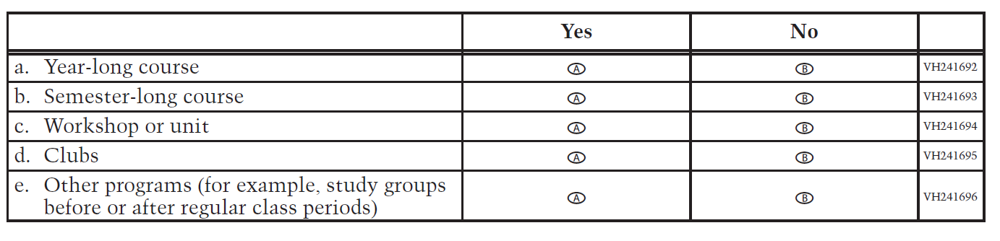 Yes No
a. Year-long course Ⓐ Ⓑ VH241692
b. Semester-long course Ⓐ Ⓑ VH241693
c. Workshop or unit Ⓐ Ⓑ VH241694
d. Clubs Ⓐ Ⓑ VH241695
e. Other programs (for example, study groups
before or after regular class periods) Ⓐ Ⓑ VH241696